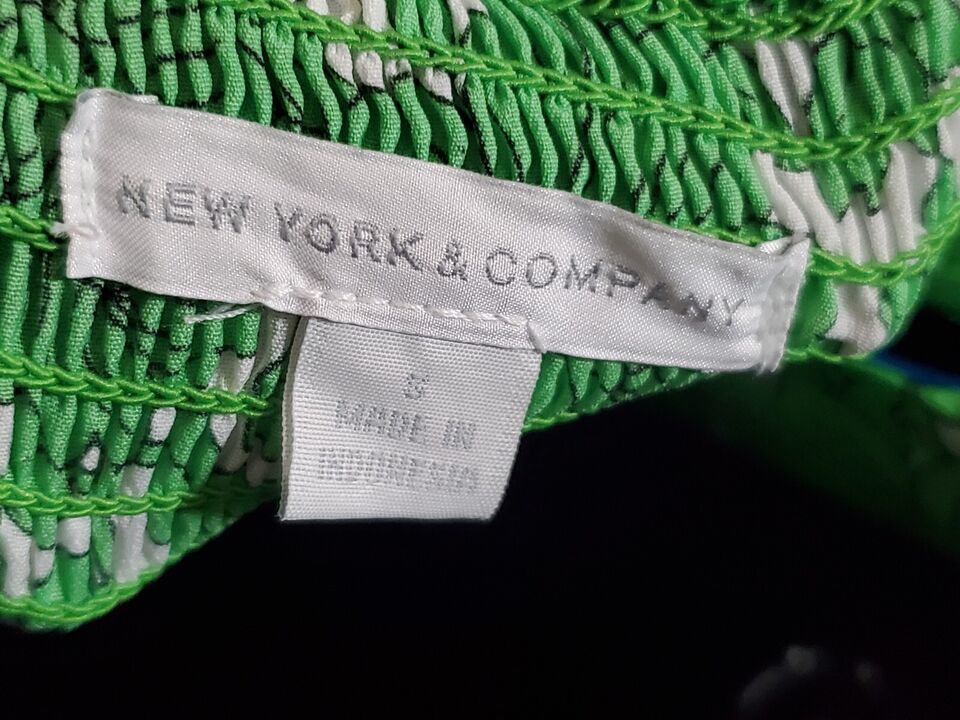 NEW YORK & COMPANY
S
MADE IN
INDONESIA